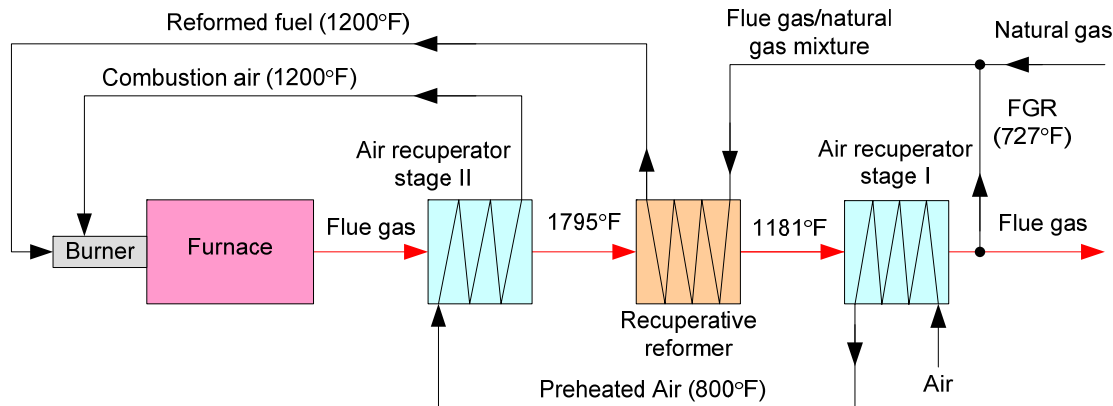 Reformed fuel (1200°F)
Flue gas/natural
gas mixture
Natural gas
Combustion air (1200°F)
FGR
(727°F)
Air recuperator
stage II
Air recuperator
stage I
Burner
Furnace
Flue gas
1795°F
1181°F
Flue gas
Recuperative
reformer
Preheated Air (800°F)
Air